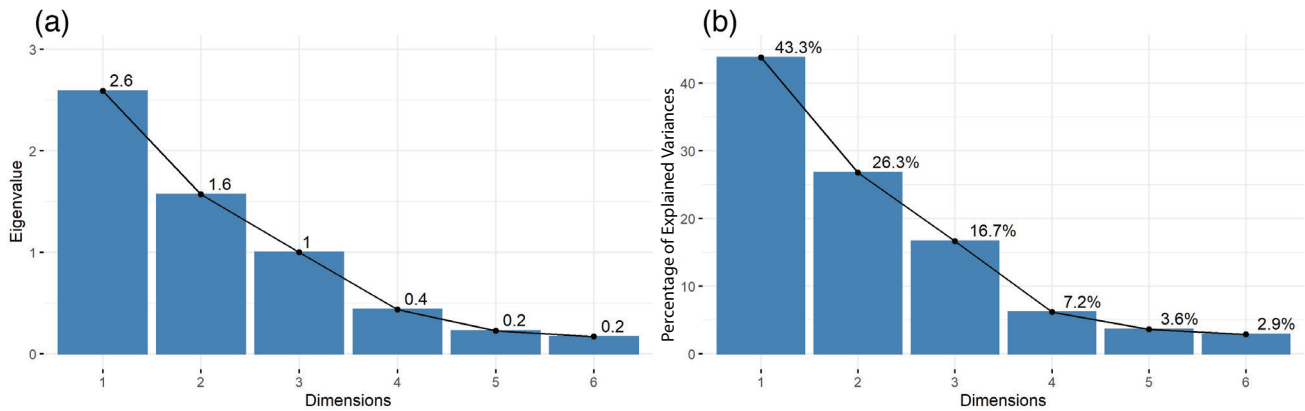 (a)
Eigenvalue
3
2
1
0
2.6
1.6
1
0.4
0.2
0.2
1 2 3 4 5 6
Dimensions
(b)
Percentage of Explained Variances
40
30
20
10
0
43.3%
26.3%
16.7%
7.2%
3.6%
2.9%
1 2 3 4 5 6
Dimensions